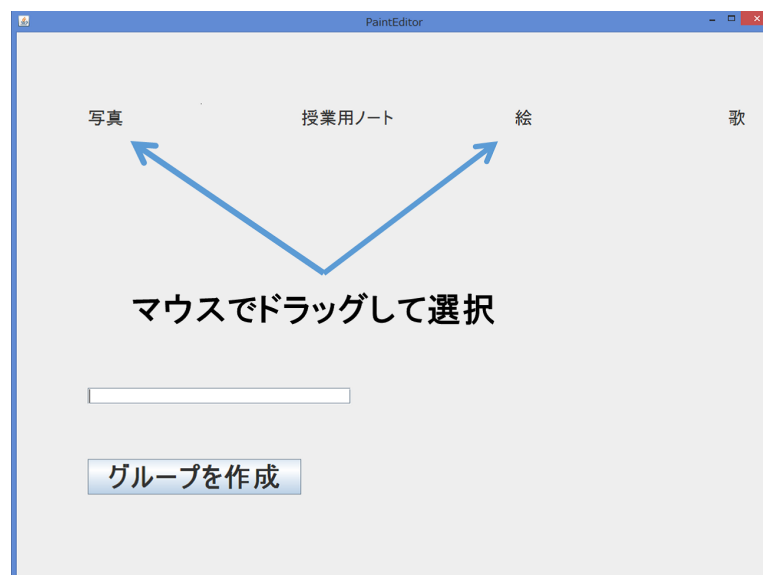 PaintEditor
写真 授業用ノート 絵 歌
マウスでドラッグして選択
グループを作成